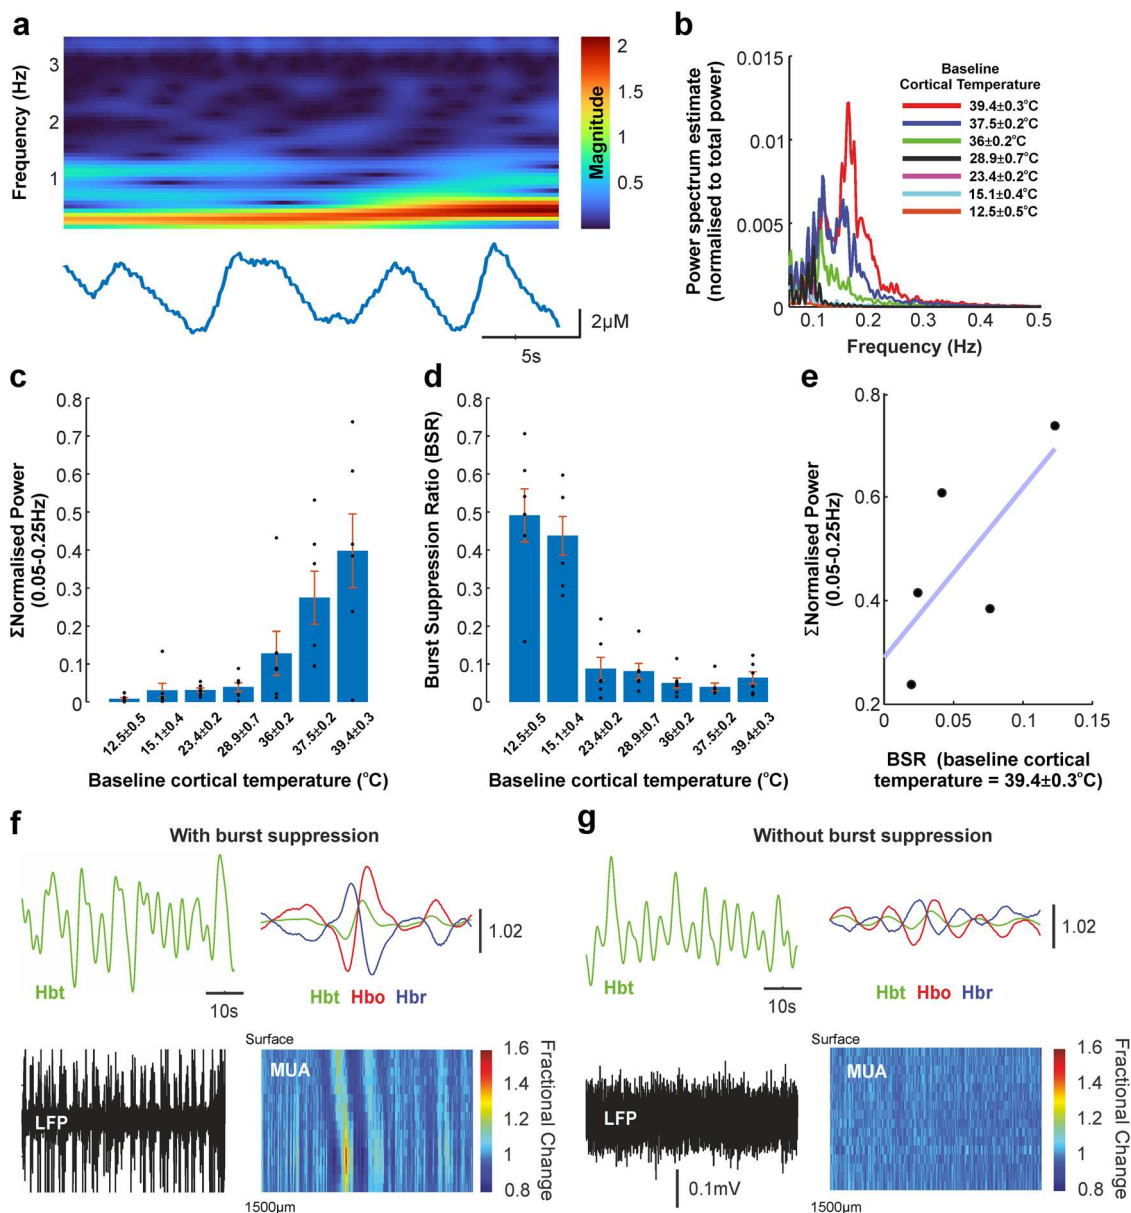 a
Frequency (Hz)
3
2
1
Magnitude
2
1.5
1
0.5
2μM
5s
b
Power spectrum estimate
(normalised to total power)
0.015
0.01
0.005
0
0.1
0.2
0.3
0.4
0.5
Frequency (Hz)
Baseline
Cortical Temperature
39.4±0.3°C
37.5±0.2°C
36±0.2°C
28.9±0.7°C
23.4±0.2°C
15.1±0.4°C
12.5±0.5°C
c
ΣNormalised Power
(0.05-0.25Hz)
0.8
0.7
0.6
0.5
0.4
0.3
0.2
0.1
0
12.5±0.5
15.1±0.4
23.4±0.2
28.9±0.7
36±0.2
37.5±0.2
39.4±0.3
Baseline cortical temperature (°C)
d
Burst Suppression Ratio (BSR)
0.8
0.7
0.6
0.5
0.4
0.3
0.2
0.1
0
12.5±0.5
15.1±0.4
23.4±0.2
28.9±0.7
36±0.2
37.5±0.2
39.4±0.3
Baseline cortical temperature (°C)
e
ΣNormalised Power
(0.05-0.25Hz)
0.8
0.6
0.4
0.2
0
0.05
0.1
0.15
BSR (baseline cortical
temperature = 39.4±0.3°C)
f
With burst suppression
Hbt
10s
1.02
Hbt Hbo Hbr
LFP
Surface
MUA
1500μm
1.6
1.4
1.2
1
0.8
Fractional Change
g
Without burst suppression
Hbt
10s
1.02
Hbt Hbo Hbr
LFP
0.1mV
Surface
MUA
1500μm
1.6
1.4
1.2
1
0.8
Fractional Change